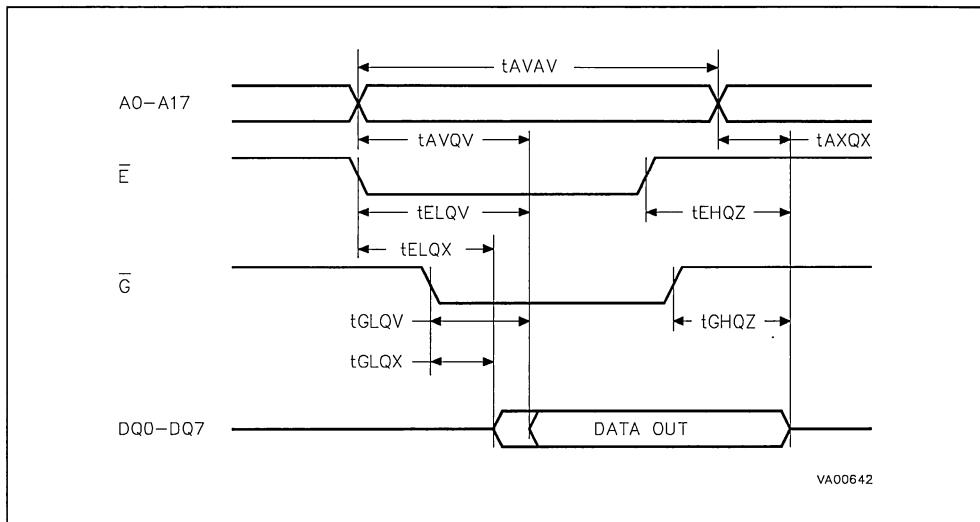 tAVAV
A0-A17
tAVQV
tAXQX
E
tELQV
tEHQZ
tELQX
G
tGLQV
tGHQZ
tGLQX
DQ0-DQ7
DATA OUT
VA00642